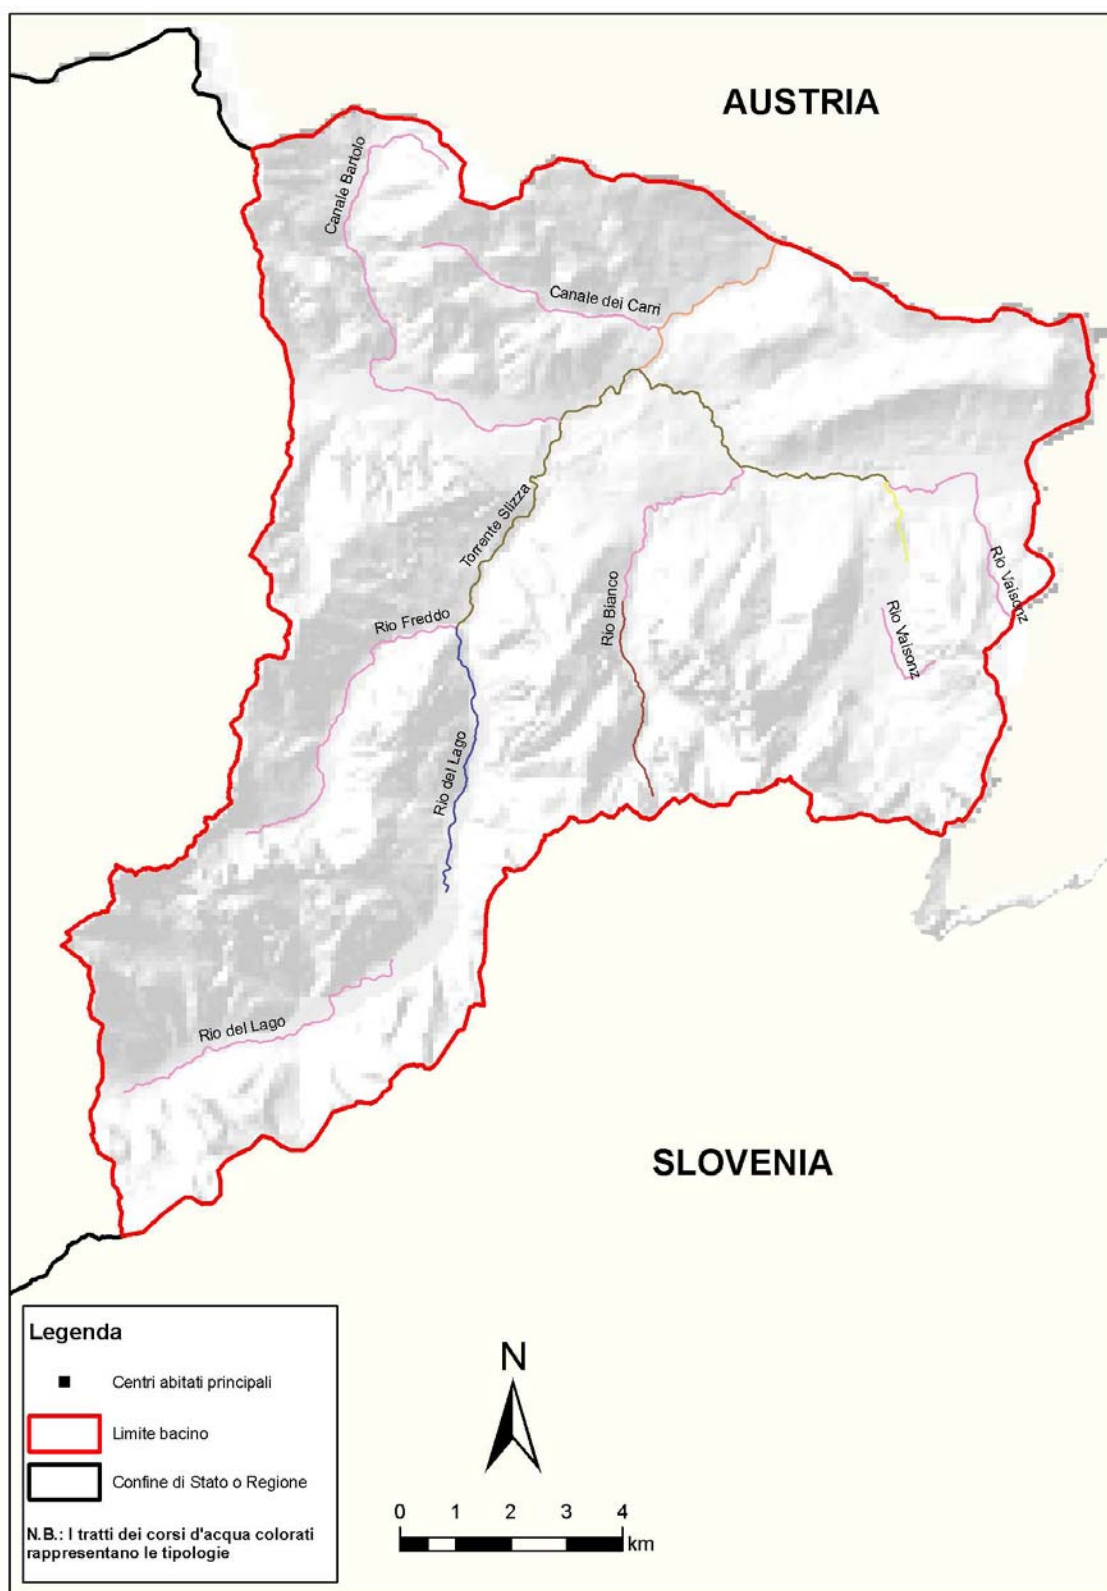 AUSTRIA
Canale Bartolo
Canale dei Carri
Torrente Slizza
Rio Freddo
Rio Bianco
Rio Vaisonz
Rio Vaisonz
Rio del Lago
Rio del Lago
SLOVENIA
Legenda
Centri abitati principali
Limite bacino
Confine di Stato o Regione
N.B.: I tratti dei corsi d'acqua colorati
rappresentano le tipologie
N
0 1 2 3 4
km